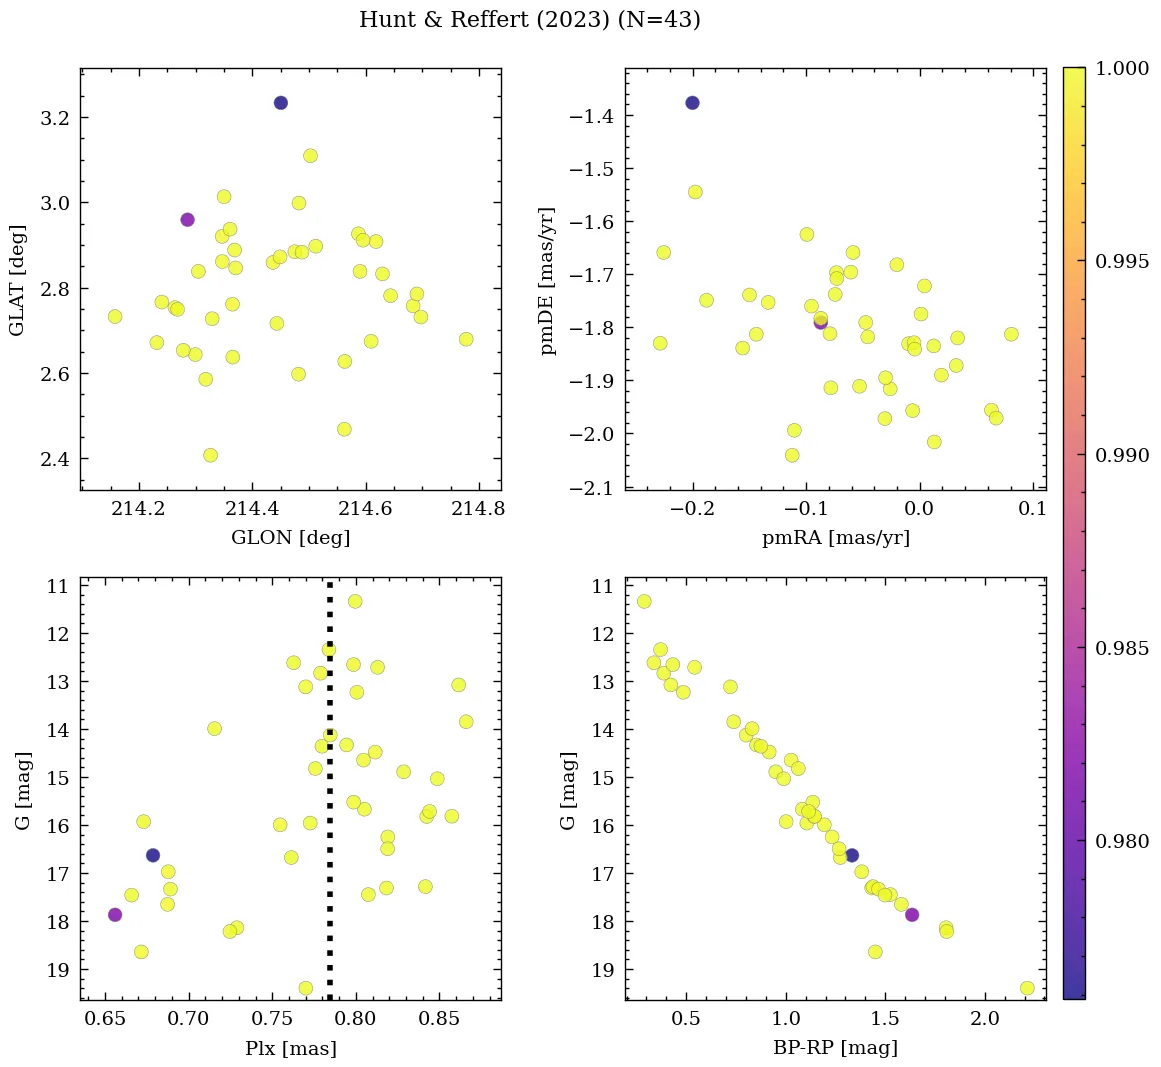 Hunt & Reffert (2023) (N=43)
3.2
3.0
2.8
2.6
2.4
GLAT [deg]
214.2 214.4 214.6 214.8
GLON [deg]
−1.4
−1.5
−1.6
−1.7
−1.8
−1.9
−2.0
−2.1
pmDE [mas/yr]
−0.2 −0.1 0.0 0.1
pmRA [mas/yr]
11
12
13
14
15
16
17
18
19
G [mag]
0.65 0.70 0.75 0.80 0.85
Plx [mas]
11
12
13
14
15
16
17
18
19
G [mag]
0.5 1.0 1.5 2.0
BP-RP [mag]
1.000
0.995
0.990
0.985
0.980